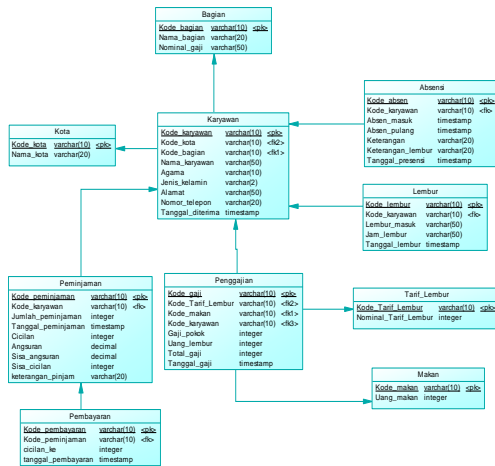 Bagian
Kode_bagian varchar(10) <pk>
Nama_bagian varchar(20)
Nominal_gaji varchar(50)
Karyawan
Kode_karyawan varchar(10) <pk>
Kode_kota varchar(10) <fk2>
Kode_bagian varchar(10) <fk1>
Nama_karyawan varchar(50)
Agama varchar(10)
Jenis_kelamin varchar(2)
Alamat varchar(50)
Nomor_telepon varchar(20)
Tanggal_diterima timestamp
Absensi
Kode_absen varchar(10) <pk>
Kode_karyawan varchar(10) <fk>
Absen_masuk timestamp
Absen_pulang timestamp
Keterangan varchar(20)
Keterangan_lembur varchar(20)
Tanggal_presensi timestamp
Kota
Kode_kota varchar(10) <pk>
Nama_kota varchar(20)
Lembur
Kode_lembur varchar(10) <pk>
Kode_karyawan varchar(10) <fk>
Lembur_masuk varchar(50)
Jam_lembur varchar(50)
Tanggal_lembur timestamp
Peminjaman
Kode_peminjaman varchar(10) <pk>
Kode_karyawan varchar(10) <fk>
Jumlah_peminjaman integer
Tanggal_peminjaman timestamp
Cicilan integer
Angsuran decimal
Sisa_angsuran decimal
Sisa_cicilan integer
keterangan_pinjam varchar(20)
Penggajian
Kode_gaji varchar(10) <pk>
Kode_Tarif_Lembur varchar(10) <fk2>
Kode_makan varchar(10) <fk1>
Kode_karyawan varchar(10) <fk3>
Gaji_pokok integer
Uang_lembur integer
Total_gaji integer
Tanggal_gaji timestamp
Tarif_Lembur
Kode_Tarif_Lembur varchar(10) <pk>
Nominal_Tarif_Lembur integer
Makan
Kode_makan varchar(10) <pk>
Uang_makan integer
Pembayaran
Kode_pembayaran varchar(10) <pk>
Kode_peminjaman varchar(10) <fk>
cicilan_ke integer
tanggal_pembayaran timestamp